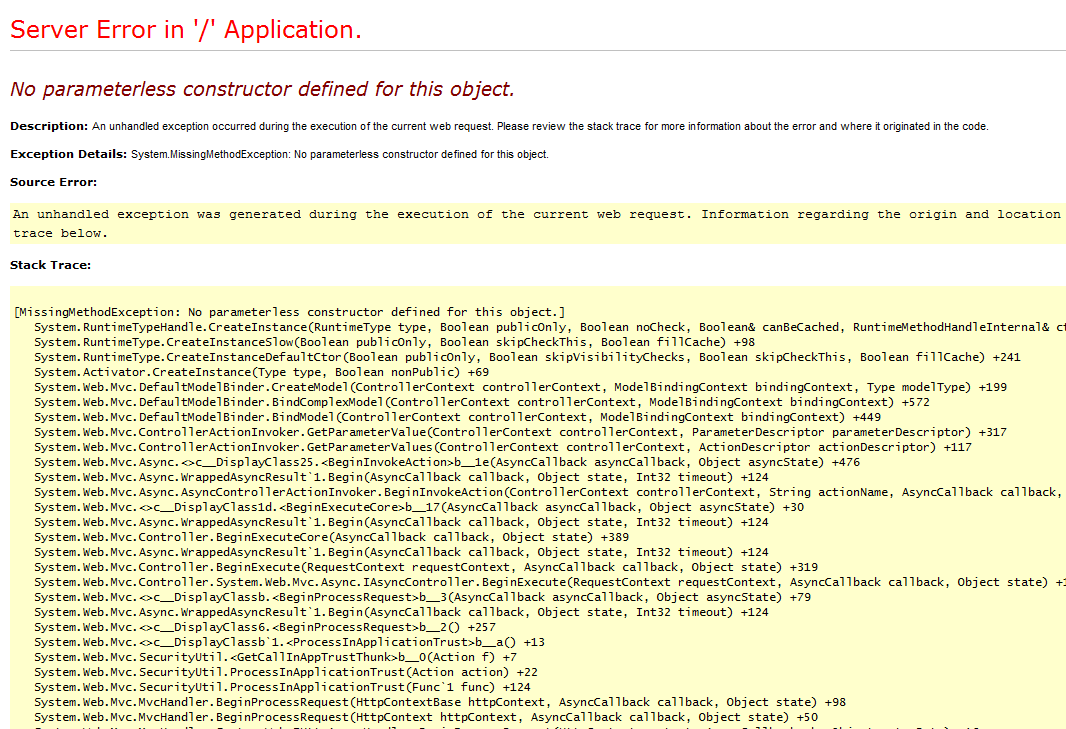 Server Error in '/' Application.
No parameterless constructor defined for this object.
Description: An unhandled exception occurred during the execution of the current web request. Please review the stack trace for more information about the error and where it originated in the code.
Exception Details: System.MissingMethodException: No parameterless constructor defined for this object.
Source Error:
An unhandled exception was generated during the execution of the current web request. Information regarding the origin and location
trace below.
Stack Trace:
[MissingMethodException: No parameterless constructor defined for this object.]
System.RuntimeTypeHandle.CreateInstance(RuntimeType type, Boolean publicOnly, Boolean noCheck, Boolean& canBeCached, RuntimeMethodHandleInternal&
System.RuntimeType.CreateInstanceSlow(Boolean publicOnly, Boolean skipCheckThis, Boolean fillCache) +98
System.RuntimeType.CreateInstanceDefaultCtor(Boolean publicOnly, Boolean skipVisibilityChecks, Boolean skipCheckThis, Boolean fillCache) +241
System.Activator.CreateInstance(Type type, Boolean nonPublic) +69
System.Web.Mvc.DefaultModelBinder.CreateModel(ControllerContext controllerContext, ModelBindingContext bindingContext, Type modelType) +199
System.Web.Mvc.DefaultModelBinder.BindComplexModel(ControllerContext controllerContext, ModelBindingContext bindingContext) +572
System.Web.Mvc.DefaultModelBinder.BindModel(ControllerContext controllerContext, ModelBindingContext bindingContext) +449
System.Web.Mvc.ControllerActionInvoker.GetParameterValue(ControllerContext controllerContext, ParameterDescriptor parameterDescriptor) +317
System.Web.Mvc.ControllerActionInvoker.GetParameterValues(ControllerContext controllerContext, ActionDescriptor actionDescriptor) +117
System.Web.Mvc.Async.<>c__DisplayClass25.<BeginInvokeAction>b__1e(AsyncCallback asyncCallback, Object asyncState) +476
System.Web.Mvc.Async.WrappedAsyncResult`1.Begin(AsyncCallback callback, Object state, Int32 timeout) +124
System.Web.Mvc.Async.AsyncControllerActionInvoker.BeginInvokeAction(ControllerContext controllerContext, String actionName, AsyncCallback callback,
System.Web.Mvc.<>c__DisplayClass1d.<BeginExecuteCore>b__17(AsyncCallback asyncCallback, Object asyncState) +30
System.Web.Mvc.Async.WrappedAsyncResult`1.Begin(AsyncCallback callback, Object state, Int32 timeout) +124
System.Web.Mvc.Controller.BeginExecuteCore(AsyncCallback callback, Object state) +389
System.Web.Mvc.Async.WrappedAsyncResult`1.Begin(AsyncCallback callback, Object state, Int32 timeout) +124
System.Web.Mvc.Controller.BeginExecute(RequestContext requestContext, AsyncCallback callback, Object state) +319
System.Web.Mvc.Controller.System.Web.Mvc.Async.IAsyncController.BeginExecute(RequestContext requestContext, AsyncCallback callback, Object state)
System.Web.Mvc.<>c__DisplayClassb.<BeginProcessRequest>b__3(AsyncCallback asyncCallback, Object asyncState) +79
System.Web.Mvc.Async.WrappedAsyncResult`1.Begin(AsyncCallback callback, Object state, Int32 timeout) +124
System.Web.Mvc.<>c__DisplayClass6.<BeginProcessRequest>b__2() +257
System.Web.Mvc.<>c__DisplayClassb`1.<ProcessInApplicationTrust>b__a() +13
System.Web.Mvc.SecurityUtil.<GetCallInAppTrustThunk>b__0(Action f) +7
System.Web.Mvc.SecurityUtil.ProcessInApplicationTrust(Action action) +22
System.Web.Mvc.SecurityUtil.ProcessInApplicationTrust(Func`1 func) +124
System.Web.Mvc.MvcHandler.BeginProcessRequest(HttpContextBase httpContext, AsyncCallback callback, Object state) +98
System.Web.Mvc.MvcHandler.BeginProcessRequest(HttpContext httpContext, AsyncCallback callback, Object state) +50